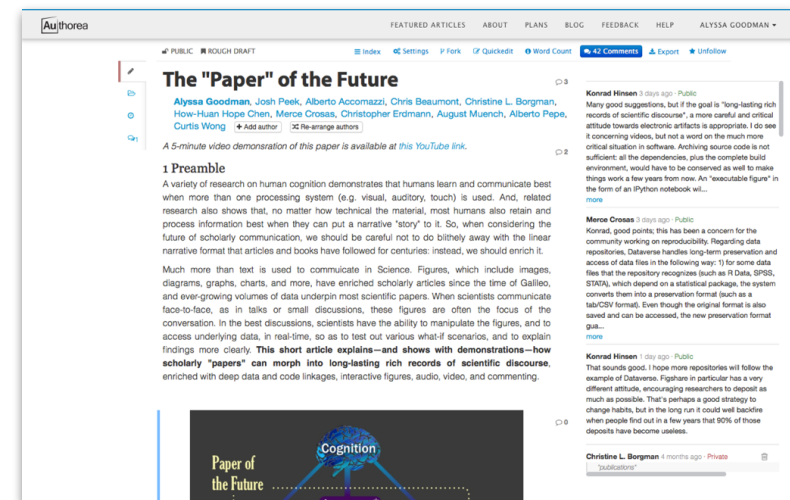 Authorea
FEATURED ARTICLES ABOUT PLANS BLOG FEEDBACK HELP ALYSSA GOODMAN
PUBLIC ROUGH DRAFT
Index Settings Fork Quickedit Word Count 42 Comments Export Unfollow
The "Paper" of the Future
Alyssa Goodman, Josh Peek, Alberto Accomazzi, Chris Beaumont, Christine L. Borgman,
How-Huan Hope Chen, Merce Crosas, Christopher Erdmann, August Muench, Alberto Pepe,
Curtis Wong + Add author Re-arrange authors
A 5-minute video demonsration of this paper is available at this YouTube link.
1 Preamble
A variety of research on human cognition demonstrates that humans learn and communicate best
when more than one processing system (e.g. visual, auditory, touch) is used. And, related
research also shows that, no matter how technical the material, most humans also retain and
process information best when they can put a narrative "story" to it. So, when considering the
future of scholarly communication, we should be careful not to do blithely away with the linear
narrative format that articles and books have followed for centuries: instead, we should enrich it.
Much more than text is used to commuicate in Science. Figures, which include images,
diagrams, graphs, charts, and more, have enriched scholarly articles since the time of Galileo,
and ever-growing volumes of data underpin most scientific papers. When scientists communicate
face-to-face, as in talks or small discussions, these figures are often the focus of the
conversation. In the best discussions, scientists have the ability to manipulate the figures, and to
access underlying data, in real-time, so as to test out various what-if scenarios, and to explain
findings more clearly. This short article explains—and shows with demonstrations—how
scholarly "papers" can morph into long-lasting rich records of scientific discourse,
enriched with deep data and code linkages, interactive figures, audio, video, and commenting.
Cognition
Paper of
the Future
3
2
0
1
Konrad Hinsen 3 days ago · Public
Many good suggestions, but if the goal is "long-lasting rich
records of scientific discourse", a more careful and critical
attitude towards electronic artifacts is appropriate. I do see
it concerning videos, but not a word on the much more
critical situation in software. Archiving source code is not
sufficient: all the dependencies, plus the complete build
environment, would have to be conserved as well to make
things work a few years from now. An "executable figure" in
the form of an IPython notebook wil...
more
Merce Crosas 3 days ago · Public
Konrad, good points; this has been a concern for the
community working on reproducibility. Regarding data
repositories, Dataverse handles long-term preservation and
access of data files in the following way: 1) for some data
files that the repository recognizes (such as R Data, SPSS,
STATA), which depend on a statistical package, the system
converts them into a preservation format (such as a
tab/CSV format). Even though the original format is also
saved and can be accessed, the new preservation format
gua...
more
Konrad Hinsen 1 day ago · Public
That sounds good. I hope more repositories will follow the
example of Dataverse. Figshare in particular has a very
different attitude, encouraging researchers to deposit as
much as possible. That's perhaps a good strategy to
change habits, but in the long run it could well backfire
when people find out in a few years that 90% of those
deposits have become useless.
Christine L. Borgman 4 months ago · Private
"publications"